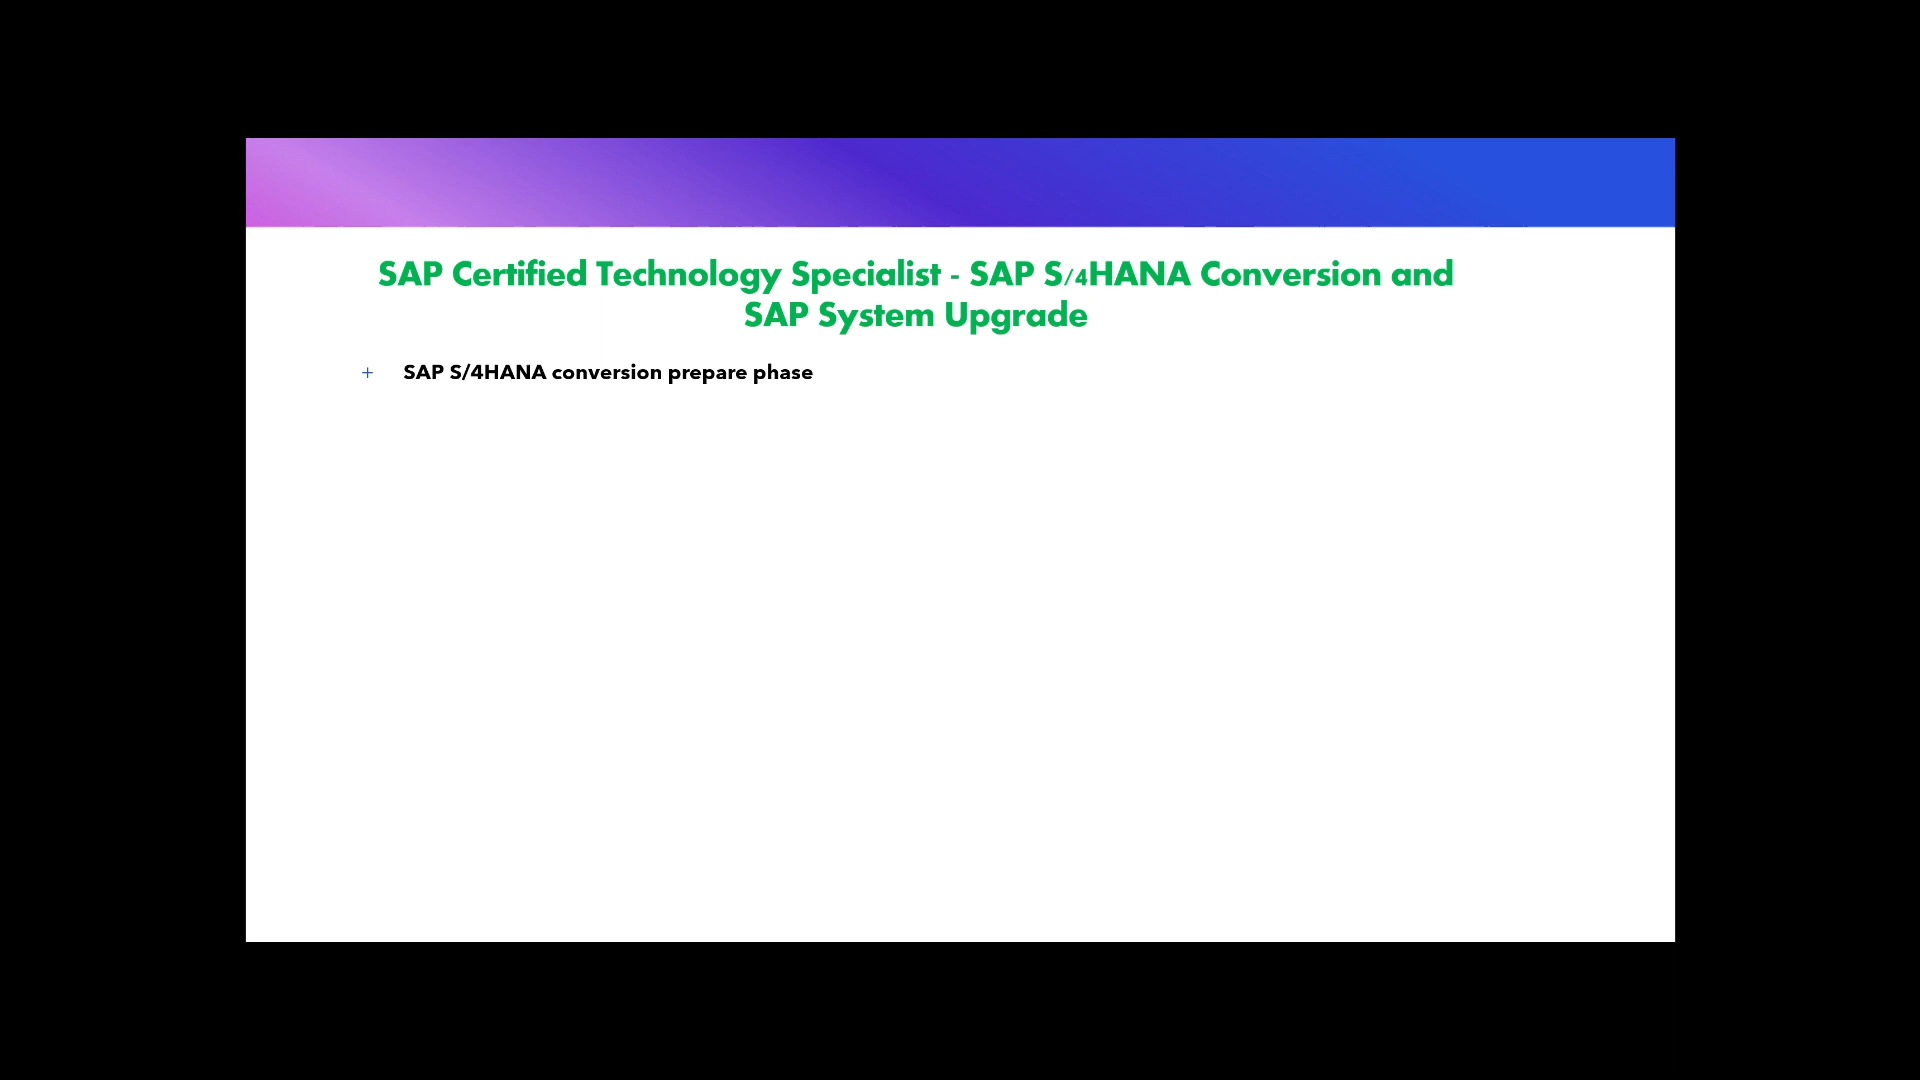 SAP Certified Technology Specialist - SAP S/4HANA Conversion and
SAP System Upgrade
+ SAP S/4HANA conversion prepare phase